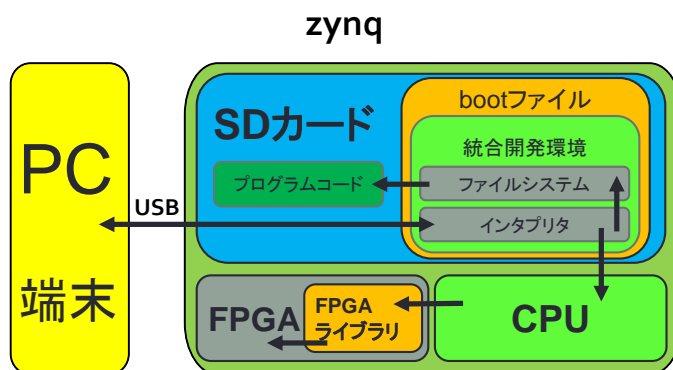 zynq
PC
端末
USB
SDカード
プログラムコード
bootファイル
統合開発環境
ファイルシステム
インタプリタ
FPGA
FPGA
ライブラリ
CPU